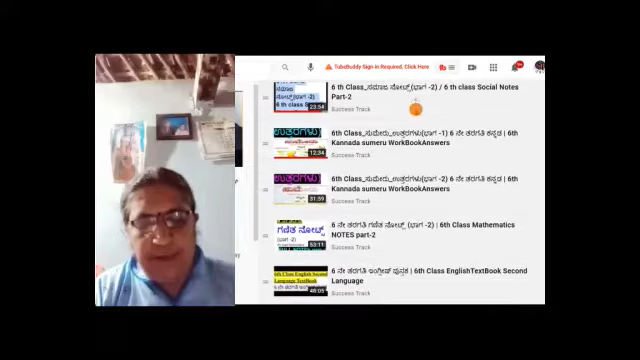 TubeBuddy Sign-in Required. Click Here
6 th Class_ಸಮಾಜ ನೋಟ್ಸ್(ಭಾಗ -2) / 6 th class Social Notes
Part-2
Success Track
23:54
6th Class_ಸುಮೇರು_ಉತ್ತರಗಳು(ಭಾಗ -1) 6 ನೇ ತರಗತಿ ಕನ್ನಡ | 6th
Kannada sumeru WorkBookAnswers
Success Track
ಉತ್ತರಗಳು
12:34
6th Class_ಸುಮೇರು_ಉತ್ತರಗಳು(ಭಾಗ -2) 6 ನೇ ತರಗತಿ ಕನ್ನಡ | 6th
Kannada sumeru WorkBookAnswers
Success Track
ಉತ್ತರಗಳು
31:59
6 ನೇ ತರಗತಿ ಗಣಿತ ನೋಟ್ಸ್ (ಭಾಗ -2) | 6th Class Mathematics
NOTES part-2
Success Track
ಗಣಿತ ನೋಟ್ಸ್
(ಭಾಗ -2)
53:11
6 ನೇ ತರಗತಿ ಇಂಗ್ಲೀಷ್ ಪುಸ್ತಕ | 6th Class EnglishTextBook Second
Language
Success Track
6th Class English Second
Language TextBook
48:05